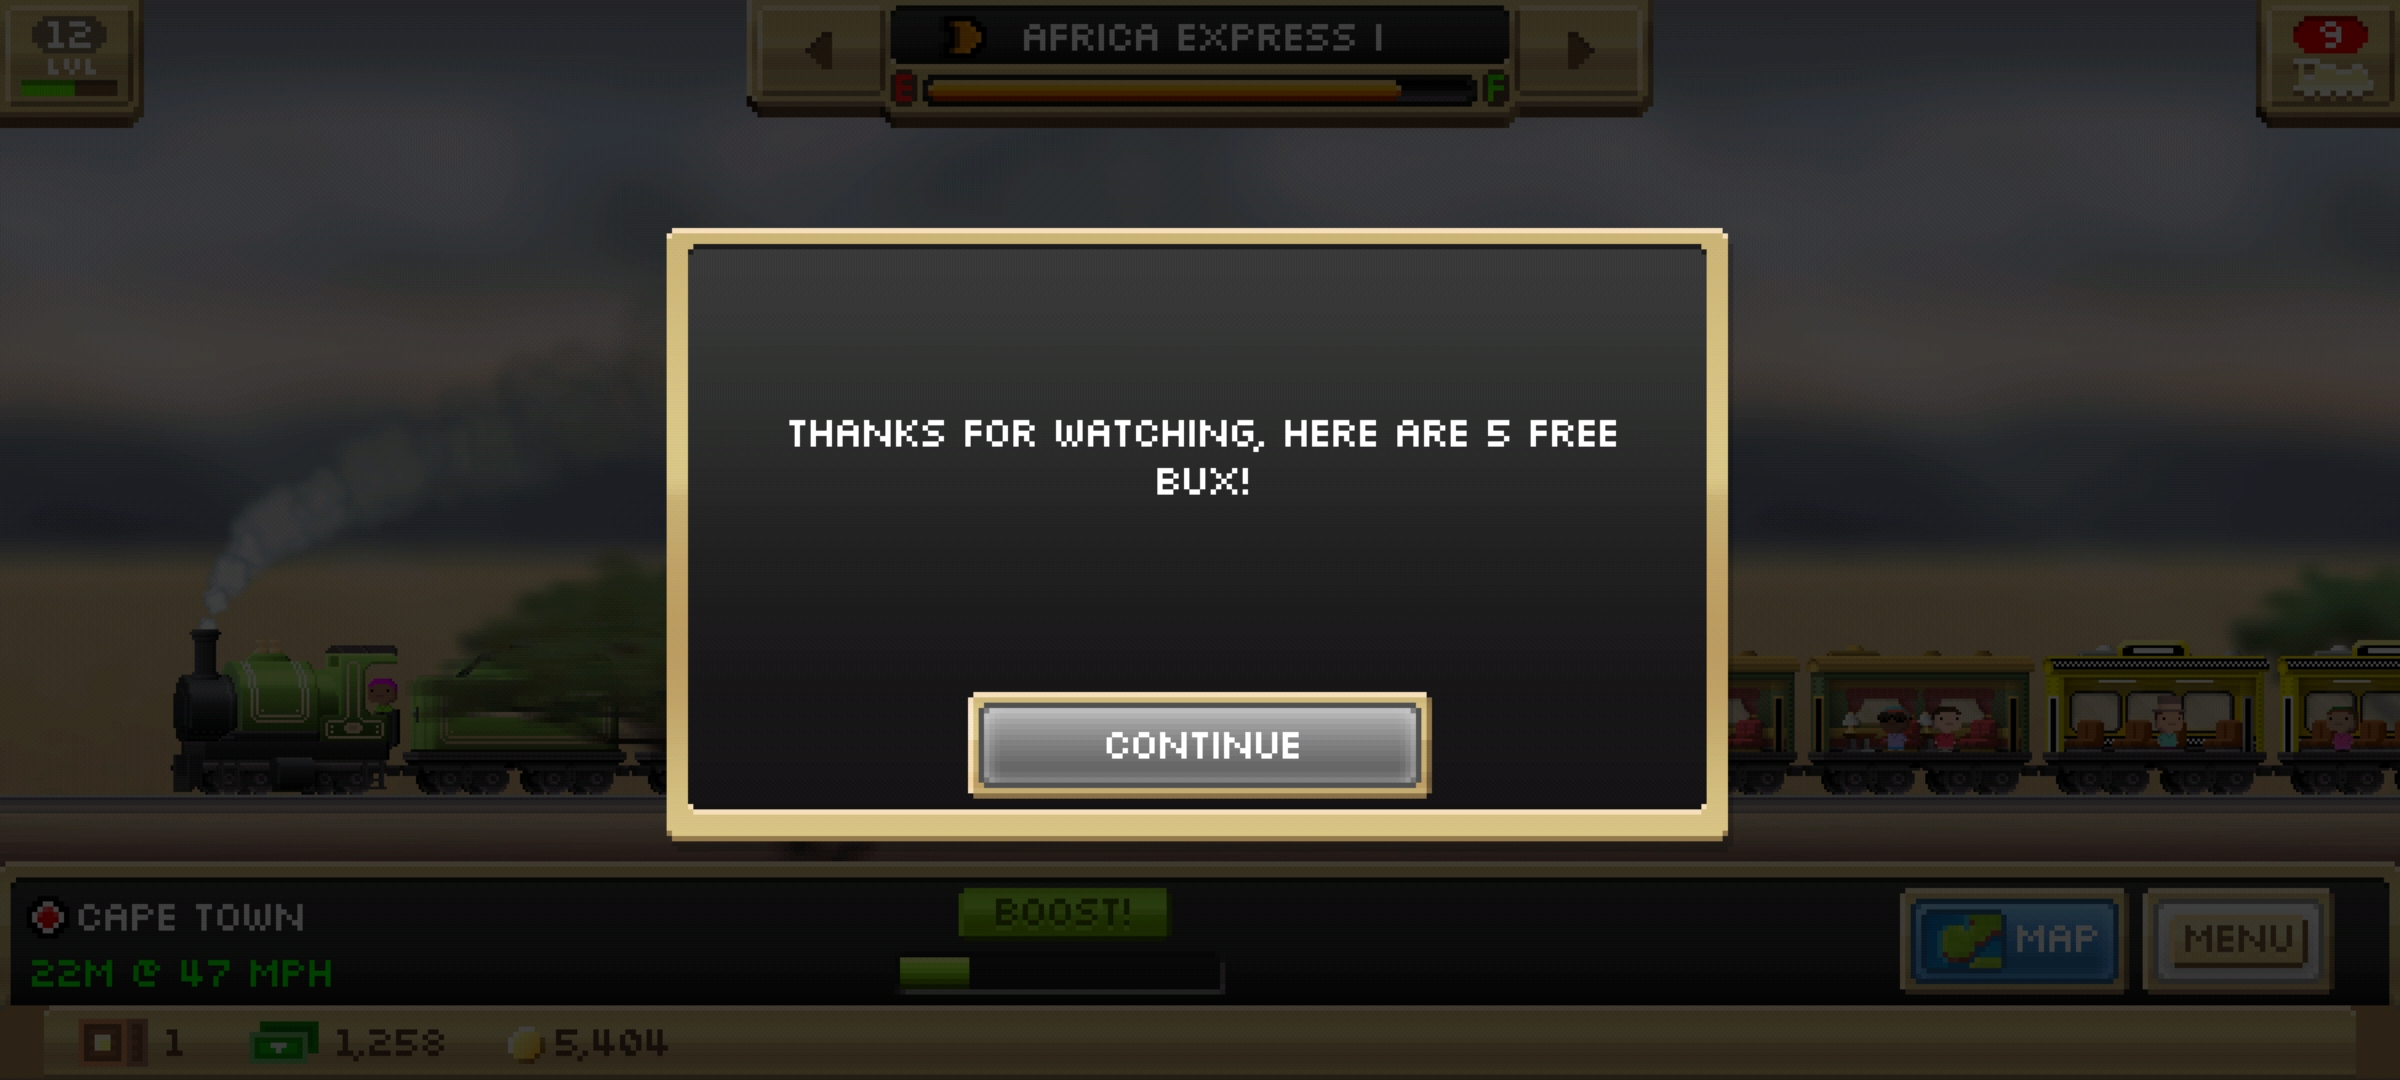 12
LVL
AFRICA EXPRESS I
E
F
9
THANKS FOR WATCHING, HERE ARE 5 FREE
BUX!
CONTINUE
CAPE TOWN
22M @ 47 MPH
BOOST!
MAP
MENU
1
1,258
5,404